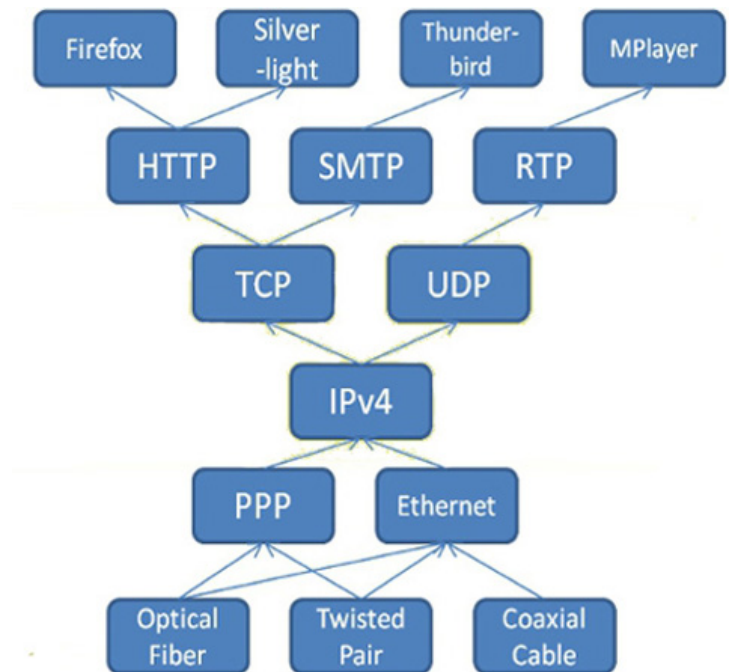 Firefox
Silver
-light
Thunder-
bird
MPlayer
HTTP
SMTP
RTP
TCP
UDP
IPv4
PPP
Ethernet
Optical
Fiber
Twisted
Pair
Coaxial
Cable